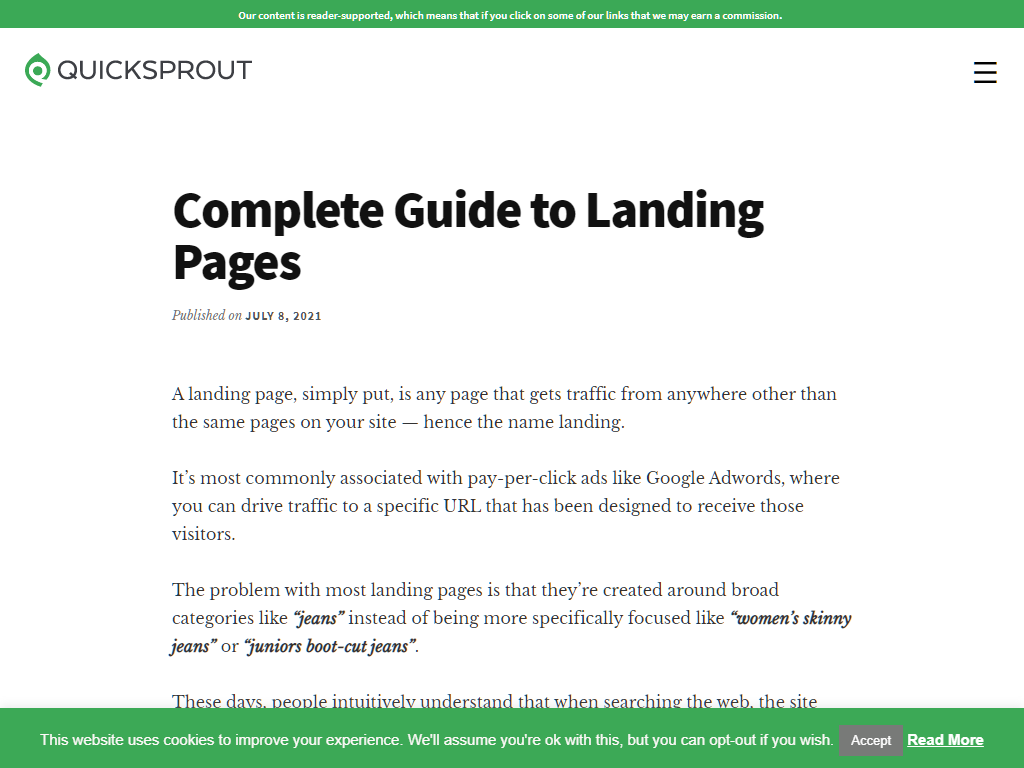 Our content is reader-supported, which means that if you click on some of our links that we may earn a commission.
QUICKSPROUT
Complete Guide to Landing
Pages
Published on JULY 8, 2021
A landing page, simply put, is any page that gets traffic from anywhere other than
the same pages on your site — hence the name landing.
It’s most commonly associated with pay-per-click ads like Google Adwords, where
you can drive traffic to a specific URL that has been designed to receive those
visitors.
The problem with most landing pages is that they’re created around broad
categories like “jeans” instead of being more specifically focused like “women’s skinny
jeans” or “juniors boot-cut jeans”.
These days, people intuitively understand that when searching the web, the site
This website uses cookies to improve your experience. We'll assume you're ok with this, but you can opt-out if you wish. Accept Read More